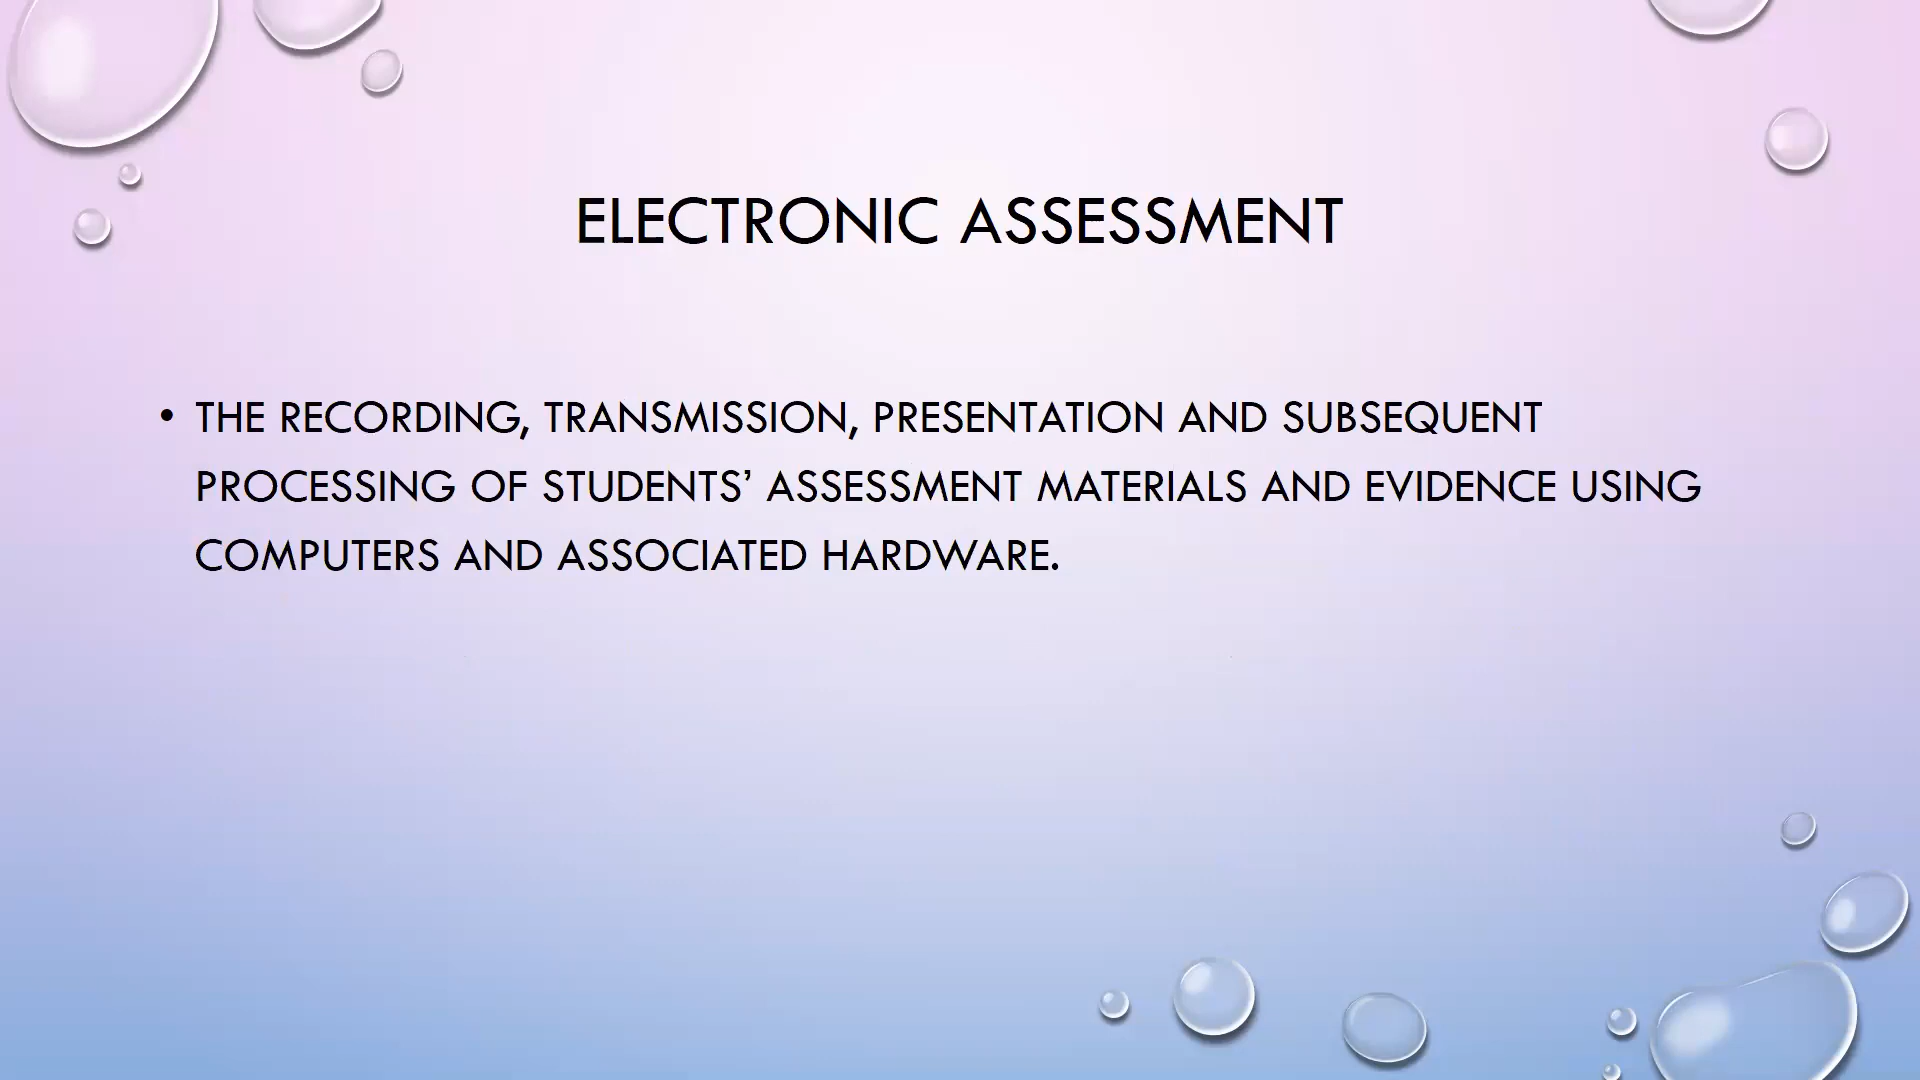 ELECTRONIC ASSESSMENT
• THE RECORDING, TRANSMISSION, PRESENTATION AND SUBSEQUENT
PROCESSING OF STUDENTS’ ASSESSMENT MATERIALS AND EVIDENCE USING
COMPUTERS AND ASSOCIATED HARDWARE.